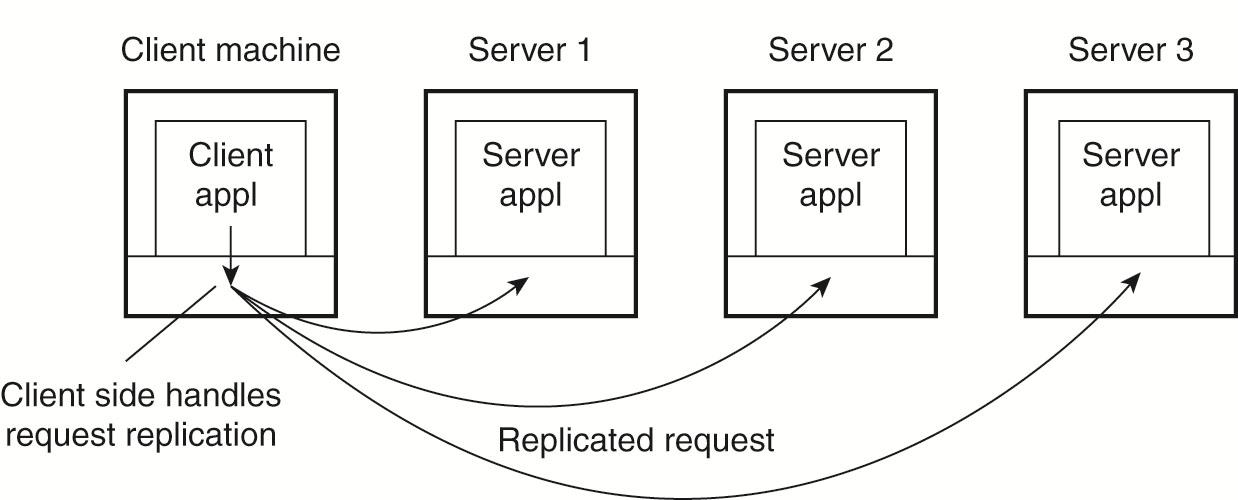 Client machine
Server 1
Server 2
Server 3
Client
appl
Server
appl
Server
appl
Server
appl
Client side handles
request replication
Replicated request